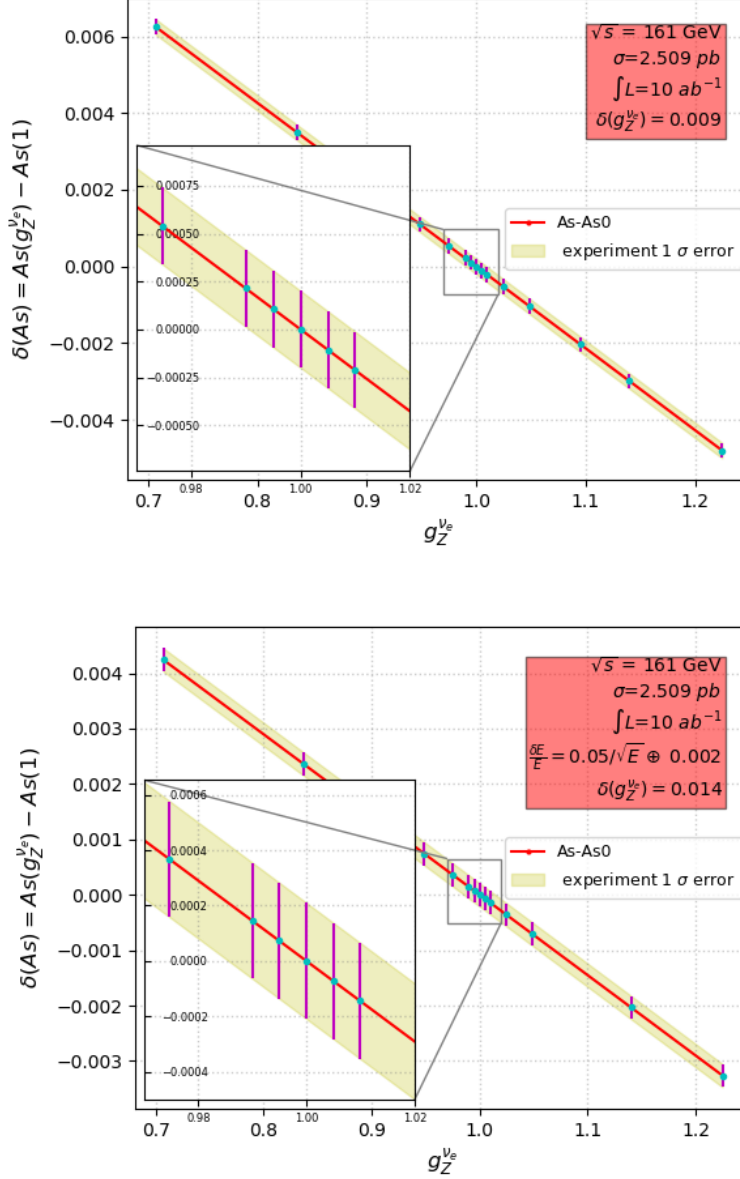 δ(As) = As(g_Z^{ν_e}) − As(1)
0.006
0.004
0.002
0.000
−0.002
−0.004
√s = 161 GeV
σ=2.509 pb
∫L=10 ab⁻¹
δ(g_Z^{ν_e}) = 0.009
As-As0
experiment 1 σ error
0.00075
0.00050
0.00025
0.00000
−0.00025
−0.00050
0.98 1.00 1.02
0.7 0.8 0.9 1.0 1.1 1.2
g_Z^{ν_e}
δ(As) = As(g_Z^{ν_e}) − As(1)
0.004
0.003
0.002
0.001
0.000
−0.001
−0.002
−0.003
√s = 161 GeV
σ=2.509 pb
∫L=10 ab⁻¹
δE/E = 0.05/√E ⊕ 0.002
δ(g_Z^{ν_e}) = 0.014
As-As0
experiment 1 σ error
0.0006
0.0004
0.0002
0.0000
−0.0002
−0.0004
0.98 1.00 1.02
0.7 0.8 0.9 1.0 1.1 1.2
g_Z^{ν_e}